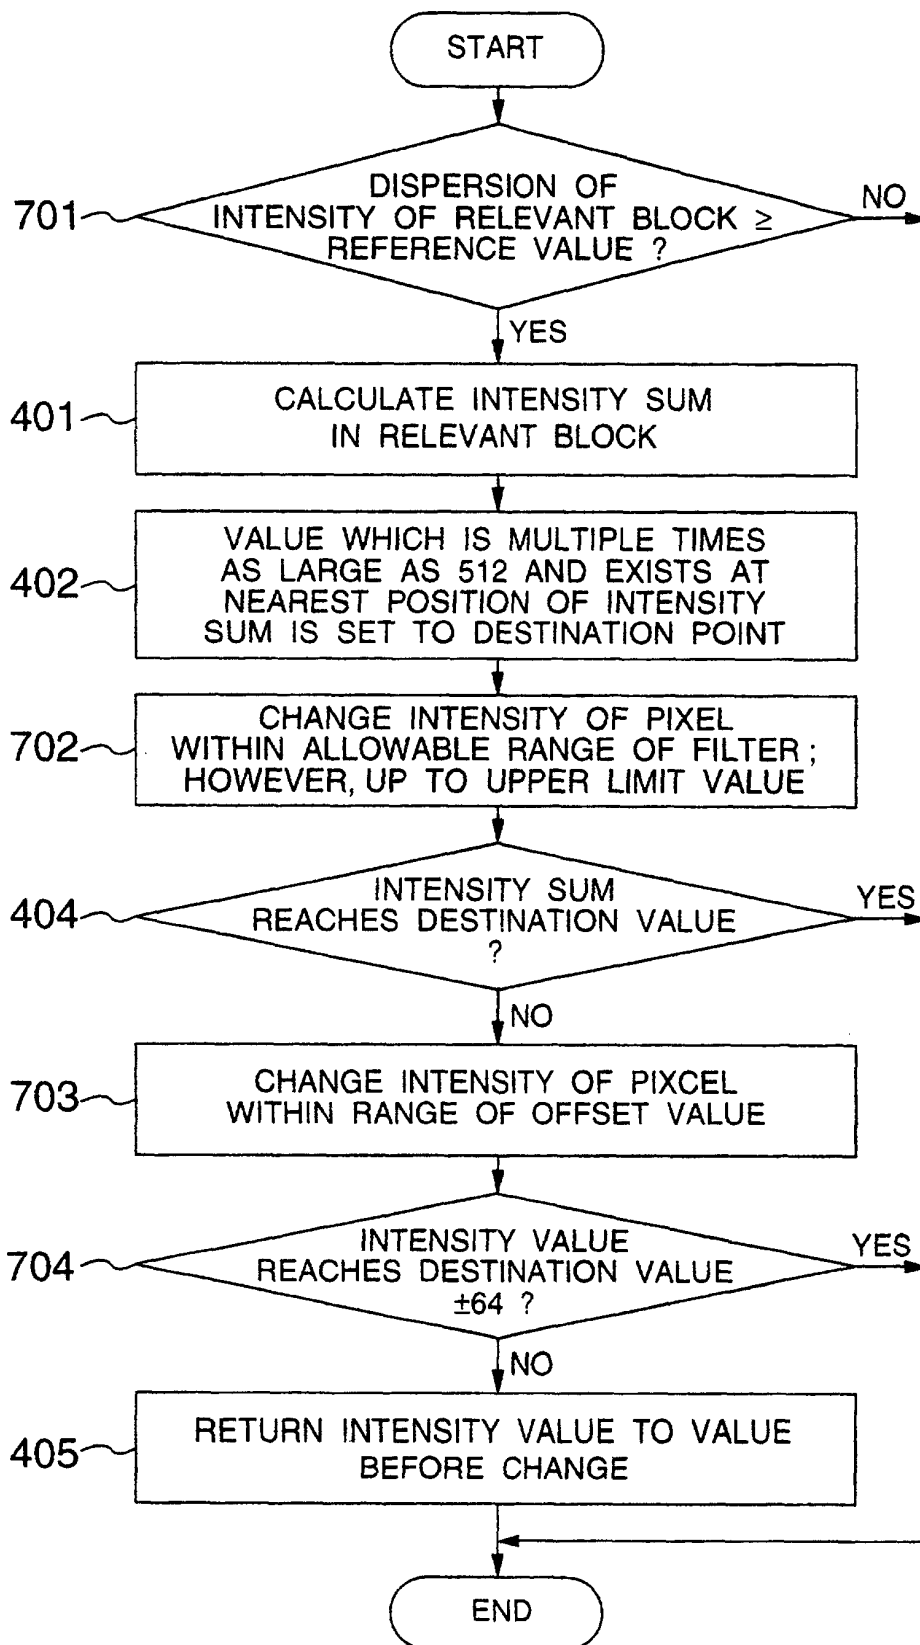 START
701
DISPERSION OF
INTENSITY OF RELEVANT BLOCK ≥
REFERENCE VALUE ?
NO
YES
401
CALCULATE INTENSITY SUM
IN RELEVANT BLOCK
402
VALUE WHICH IS MULTIPLE TIMES
AS LARGE AS 512 AND EXISTS AT
NEAREST POSITION OF INTENSITY
SUM IS SET TO DESTINATION POINT
702
CHANGE INTENSITY OF PIXEL
WITHIN ALLOWABLE RANGE OF FILTER ;
HOWEVER, UP TO UPPER LIMIT VALUE
404
INTENSITY SUM
REACHES DESTINATION VALUE
?
YES
NO
703
CHANGE INTENSITY OF PIXCEL
WITHIN RANGE OF OFFSET VALUE
704
INTENSITY VALUE
REACHES DESTINATION VALUE
±64 ?
YES
NO
405
RETURN INTENSITY VALUE TO VALUE
BEFORE CHANGE
END